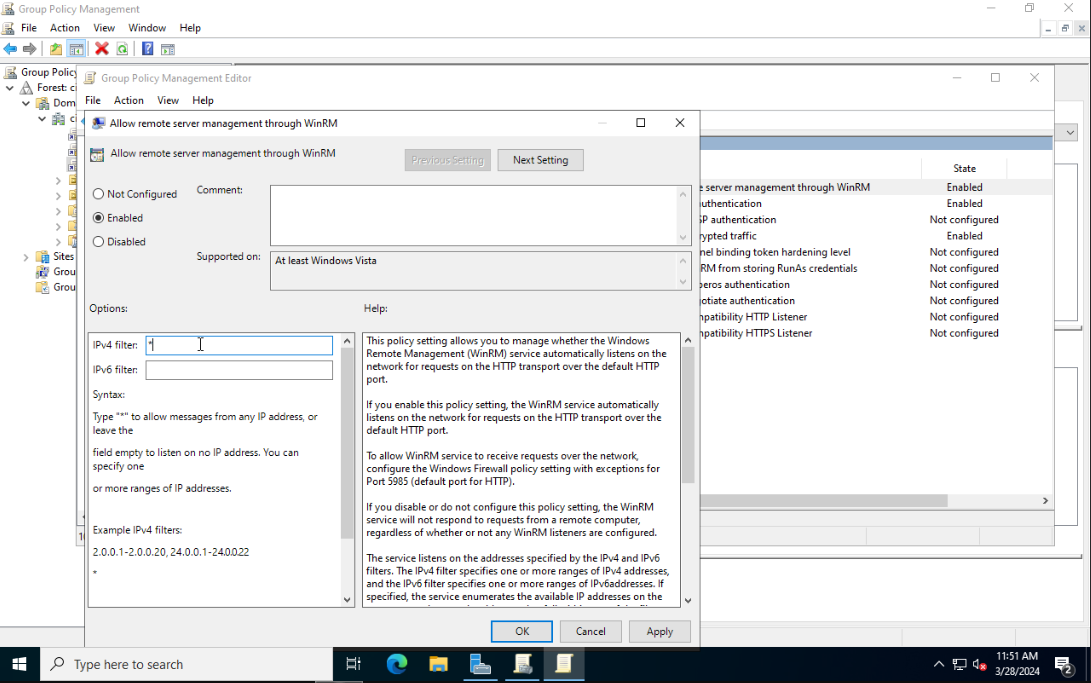 Group Policy Management
File Action View Window Help
Group Policy
Forest: ci
Dom
Sites
Grou
Grou
Group Policy Management Editor
File Action View Help
Allow remote server management through WinRM
Allow remote server management through WinRM
Previous Setting Next Setting
Not Configured
Enabled
Disabled
Comment:
Supported on:
At least Windows Vista
Options:
Help:
IPv4 filter: *
IPv6 filter:
Syntax:
Type "*" to allow messages from any IP address, or
leave the
field empty to listen on no IP address. You can
specify one
or more ranges of IP addresses.
Example IPv4 filters:
2.0.0.1-2.0.0.20, 24.0.0.1-24.0.0.22
*
This policy setting allows you to manage whether the Windows
Remote Management (WinRM) service automatically listens on the
network for requests on the HTTP transport over the default HTTP
port.
If you enable this policy setting, the WinRM service automatically
listens on the network for requests on the HTTP transport over the
default HTTP port.
To allow WinRM service to receive requests over the network,
configure the Windows Firewall policy setting with exceptions for
Port 5985 (default port for HTTP).
If you disable or do not configure this policy setting, the WinRM
service will not respond to requests from a remote computer,
regardless of whether or not any WinRM listeners are configured.
The service listens on the addresses specified by the IPv4 and IPv6
filters. The IPv4 filter specifies one or more ranges of IPv4 addresses,
and the IPv6 filter specifies one or more ranges of IPv6addresses. If
specified, the service enumerates the available IP addresses on the
OK Cancel Apply
State
e server management through WinRM Enabled
uthentication Enabled
SP authentication Not configured
rypted traffic Enabled
nel binding token hardening level Not configured
RM from storing RunAs credentials Not configured
beros authentication Not configured
gotiate authentication Not configured
mpatibility HTTP Listener Not configured
mpatibility HTTPS Listener Not configured
Type here to search
11:51 AM
3/28/2024
2